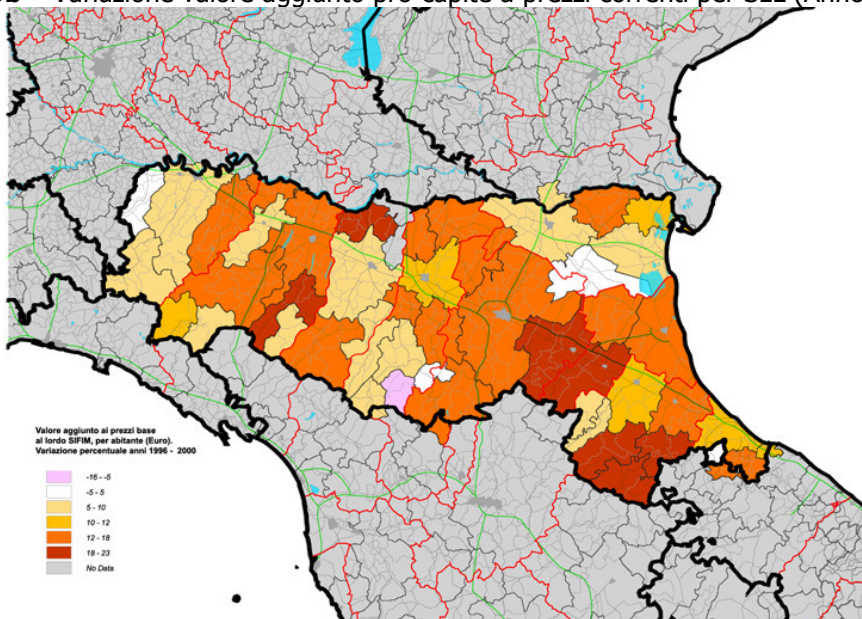 Variazione valore aggiunto pro capite a prezzi correnti per SLL (Anno
Valore aggiunto ai prezzi base
al lordo SIFIM, per abitante (Euro).
Variazione percentuale anni 1996 - 2000
-16 - -5
-5 - 5
5 - 10
10 - 12
12 - 18
18 - 23
No Data